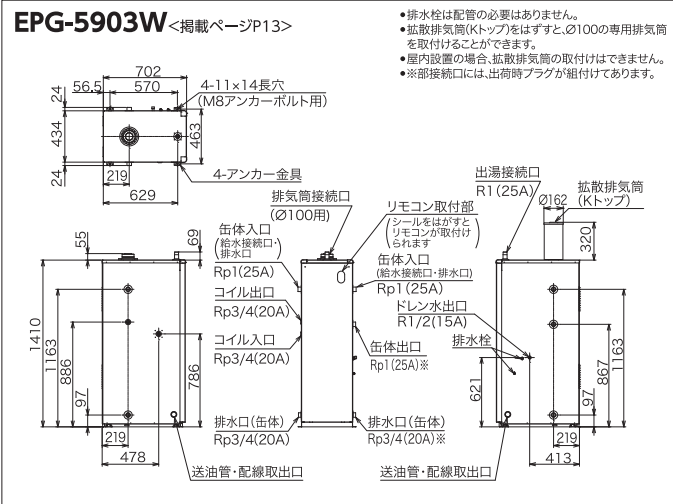 EPG-5903W<掲載ページP13>
•排水栓は配管の必要はありません。
•拡散排気筒(Kトップ)をはずすと、Ø100の専用排気筒
を取付けることができます。
•屋内設置の場合、拡散排気筒の取付けはできません。
•※部接続口には、出荷時プラグが組付けてあります。
702
56.5
570
24
434
24
463
219
629
4-11×14長穴
(M8アンカーボルト用)
4-アンカー金具
排気筒接続口
(Ø100用)
リモコン取付部
(シールをはがすと
リモコンが取付け
られます)
出湯接続口
R1(25A)
Ø162
拡散排気筒
(Kトップ)
320
55
69
缶体入口
(給水接続口・
排水口)
Rp1(25A)
缶体入口
(給水接続口・排水口)
Rp1(25A)
コイル出口
Rp3/4(20A)
ドレン水出口
R1/2(15A)
コイル入口
Rp3/4(20A)
排水栓
缶体出口
Rp1(25A)※
1410
1163
886
97
786
621
867
1163
97
排水口(缶体)
Rp3/4(20A)
排水口(缶体)
Rp3/4(20A)※
219
478
219
413
送油管・配線取出口
送油管・配線取出口